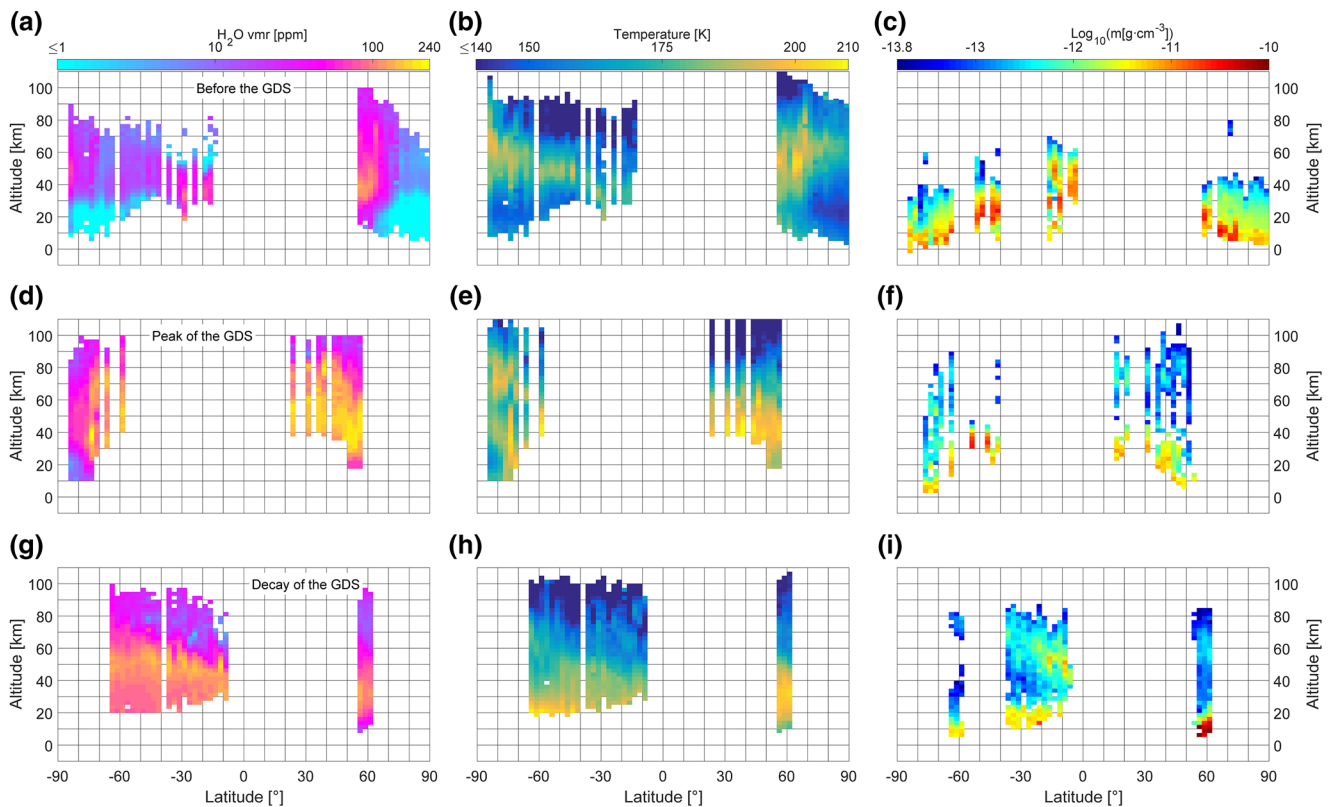 (a) (b) (c)
H₂O vmr [ppm] Temperature [K] Log₁₀(m[g·cm⁻³])
≤1 10 100 240 ≤140 150 175 200 210 -13.8 -13 -12 -11 -10
Before the GDS
Altitude [km]
100
80
60
40
20
0
Altitude [km]
100
80
60
40
20
0
(d) (e) (f)
Peak of the GDS
Altitude [km]
100
80
60
40
20
0
Altitude [km]
100
80
60
40
20
0
(g) (h) (i)
Decay of the GDS
Altitude [km]
100
80
60
40
20
0
Altitude [km]
100
80
60
40
20
0
-90 -60 -30 0 30 60 90 -60 -30 0 30 60 90 -60 -30 0 30 60 90
Latitude [°] Latitude [°] Latitude [°]